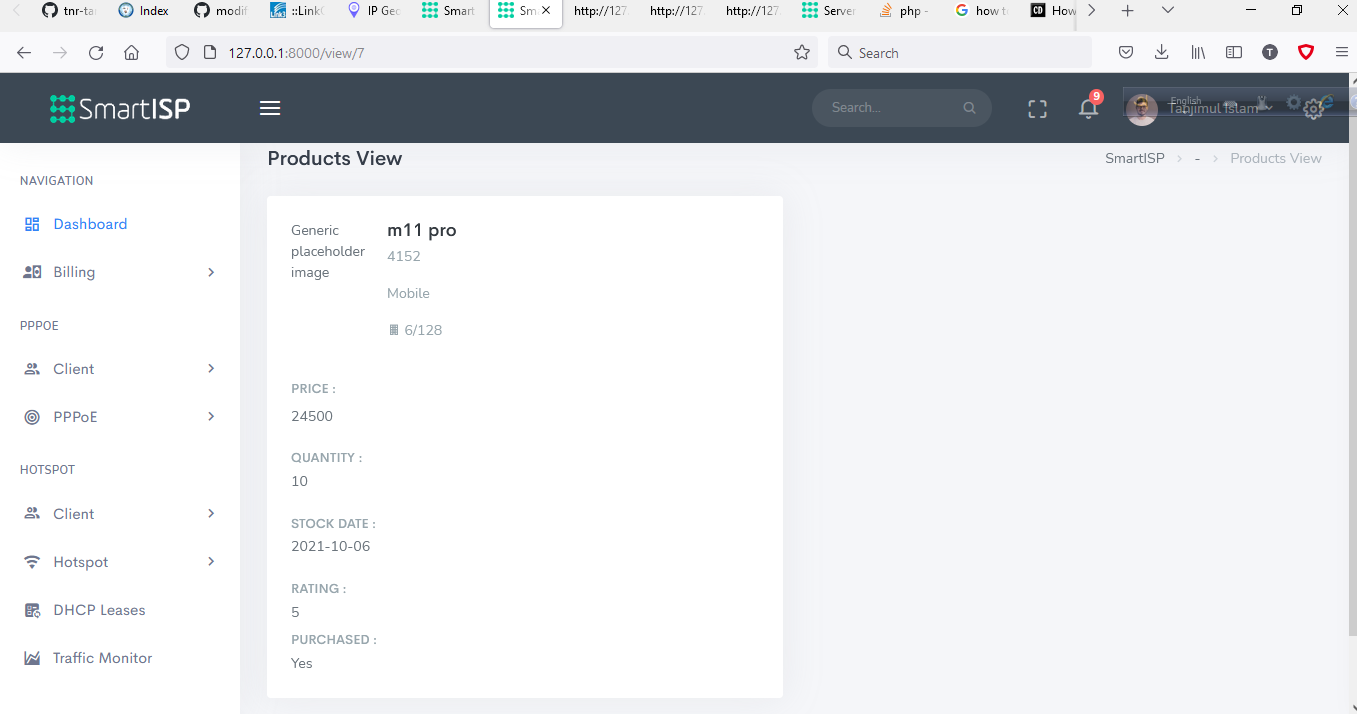 tnr-ta
Index
modif
::Link
IP Geo
Smart
Sm
http://127.
http://127.
http://127.
Server
php -
how t
How
127.0.0.1:8000/view/7
Search
T
SmartISP
Search...
9
English
Tanjimul Islam
NAVIGATION
Dashboard
Billing
PPPOE
Client
PPPoE
HOTSPOT
Client
Hotspot
DHCP Leases
Traffic Monitor
Products View
SmartISP > - > Products View
Generic
placeholder
image
m11 pro
4152
Mobile
6/128
PRICE :
24500
QUANTITY :
10
STOCK DATE :
2021-10-06
RATING :
5
PURCHASED :
Yes